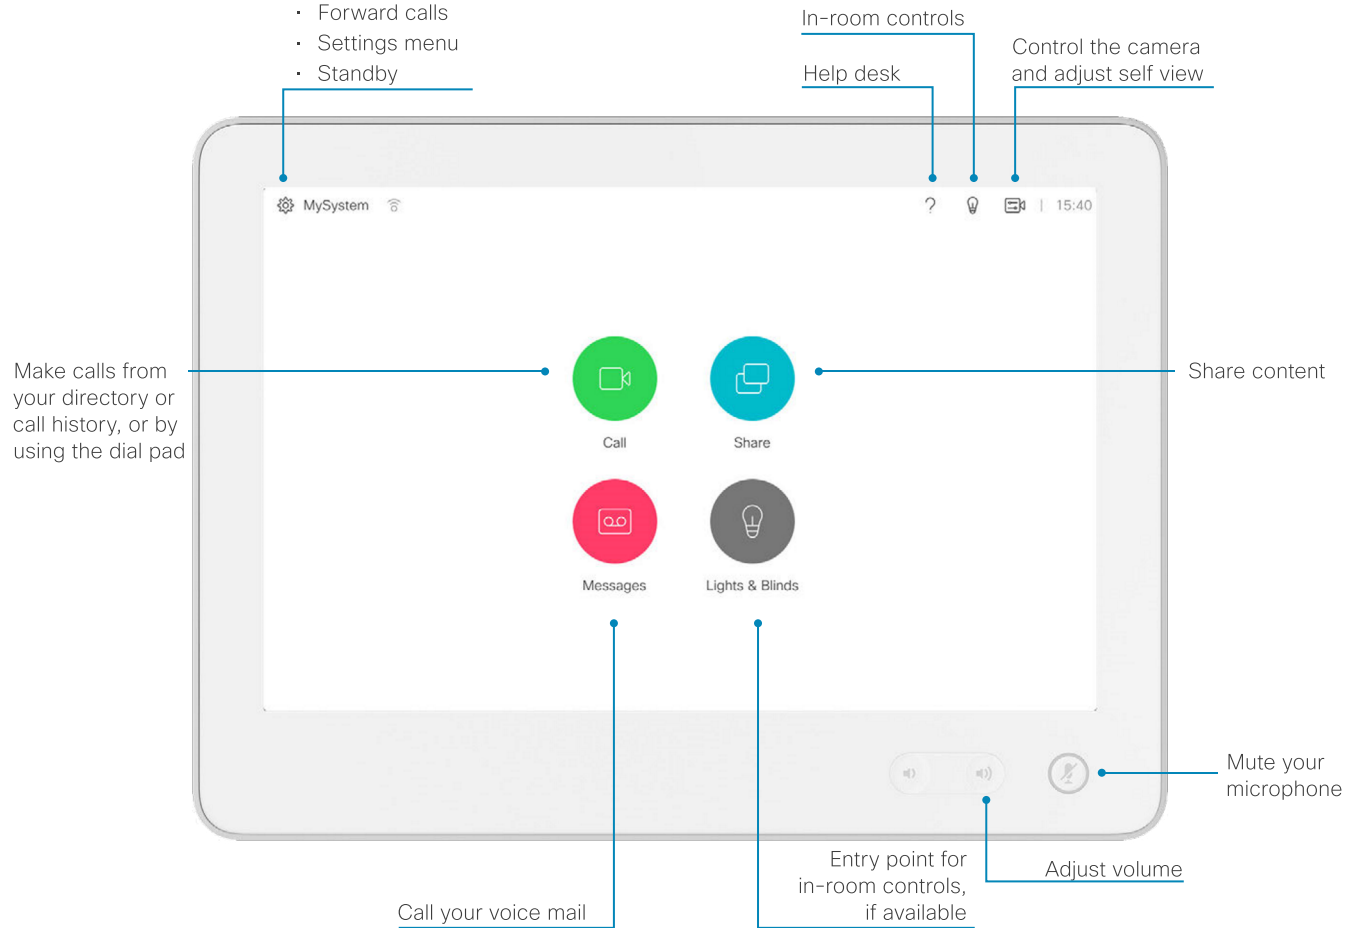 · Forward calls
· Settings menu
· Standby
In-room controls
Help desk
Control the camera
and adjust self view
MySystem
? | 15:40
Make calls from
your directory or
call history, or by
using the dial pad
Share content
Call
Share
Messages
Lights & Blinds
Mute your
microphone
Entry point for
in-room controls,
if available
Adjust volume
Call your voice mail